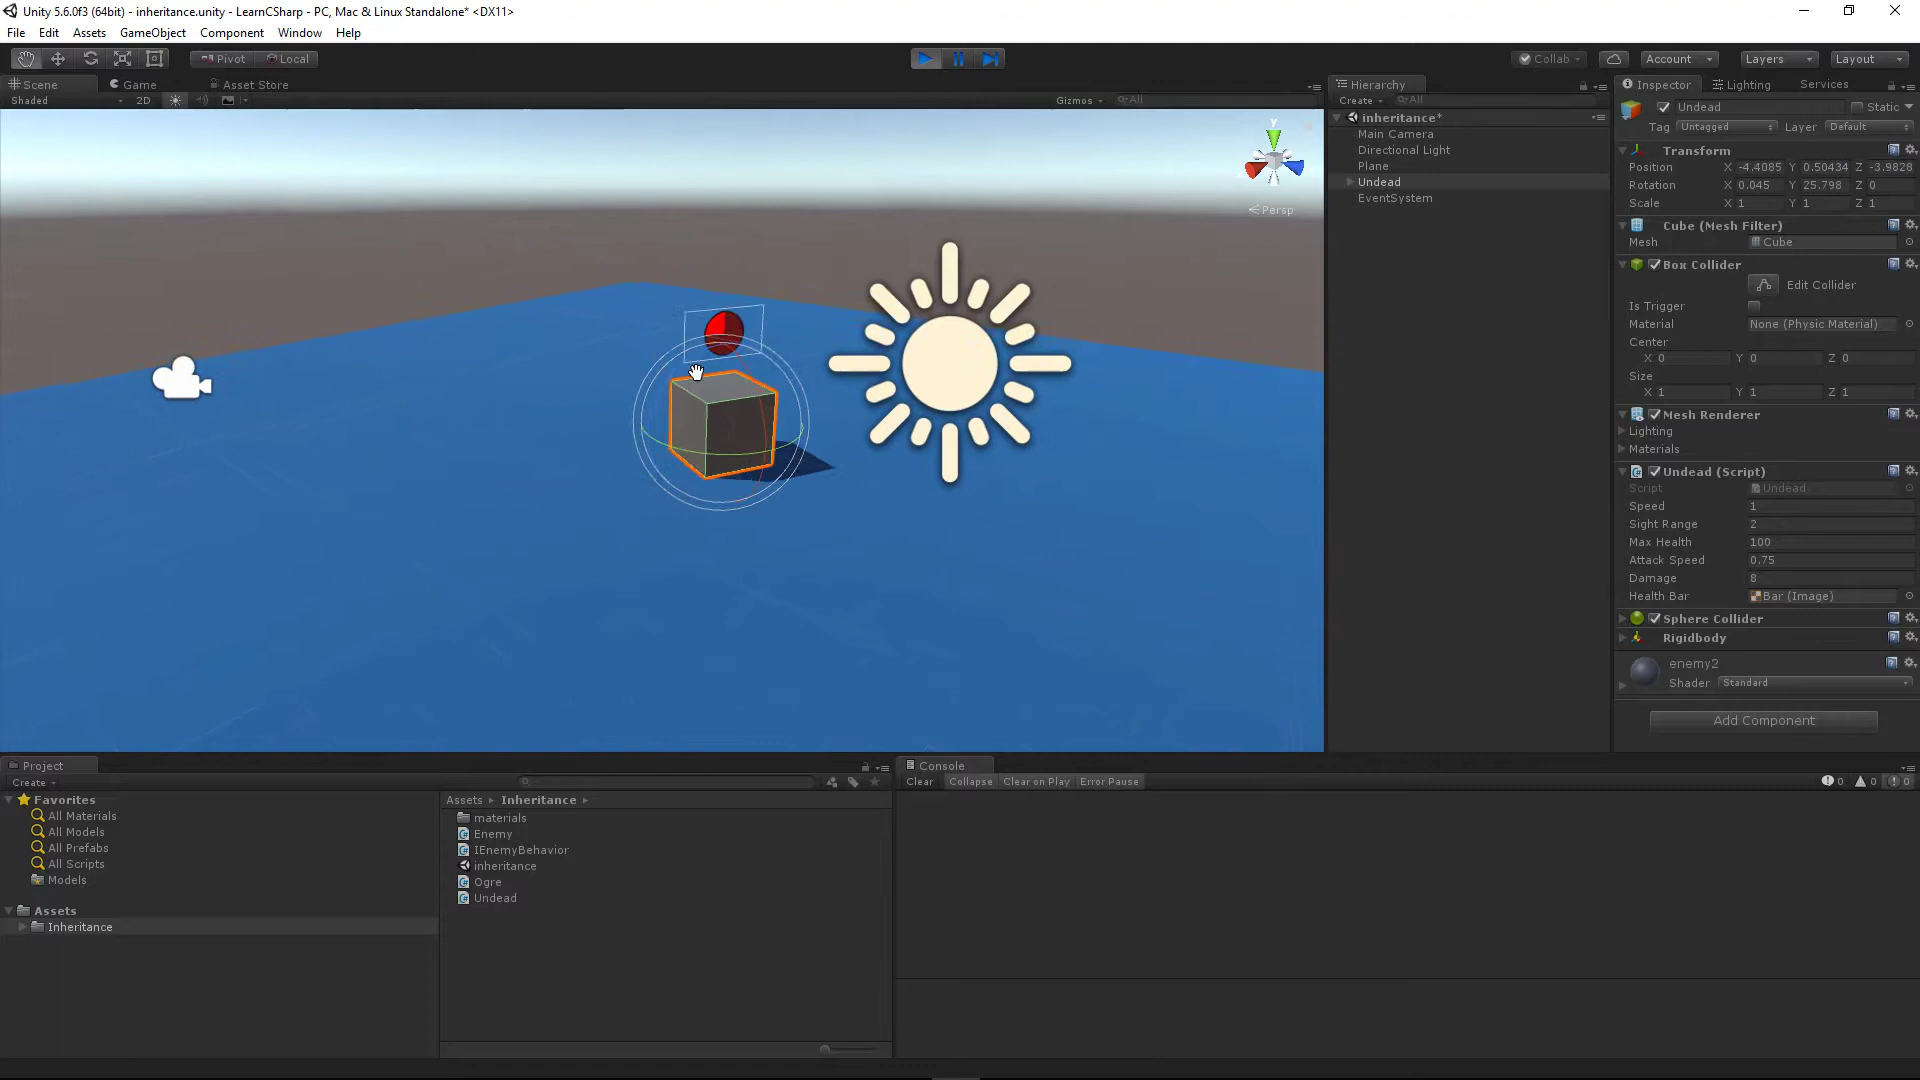 Unity 5.6.0f3 (64bit) - inheritance.unity - LearnCSharp - PC, Mac & Linux Standalone* <DX11>
File Edit Assets GameObject Component Window Help
Pivot Local Collab Account Layers Layout
Scene Game Asset Store
Shaded 2D Gizmos All
y
Persp
Hierarchy
Create All
inheritance*
Main Camera
Directional Light
Plane
Undead
EventSystem
Inspector Lighting Services
Undead Static
Tag Untagged Layer Default
Transform
Position X -4.4085 Y 0.50434 Z -3.9828
Rotation X 0.045 Y 25.798 Z 0
Scale X 1 Y 1 Z 1
Cube (Mesh Filter)
Mesh Cube
Box Collider
Edit Collider
Is Trigger
Material None (Physic Material)
Center
X 0 Y 0 Z 0
Size
X 1 Y 1 Z 1
Mesh Renderer
Lighting
Materials
Undead (Script)
Script Undead
Speed 1
Sight Range 2
Max Health 100
Attack Speed 0.75
Damage 8
Health Bar Bar (Image)
Sphere Collider
Rigidbody
enemy2
Shader Standard
Add Component
Project
Create
Favorites
All Materials
All Models
All Prefabs
All Scripts
Models
Assets
Inheritance
Assets Inheritance
materials
Enemy
IEnemyBehavior
inheritance
Ogre
Undead
Console
Clear Collapse Clear on Play Error Pause 0 0 0